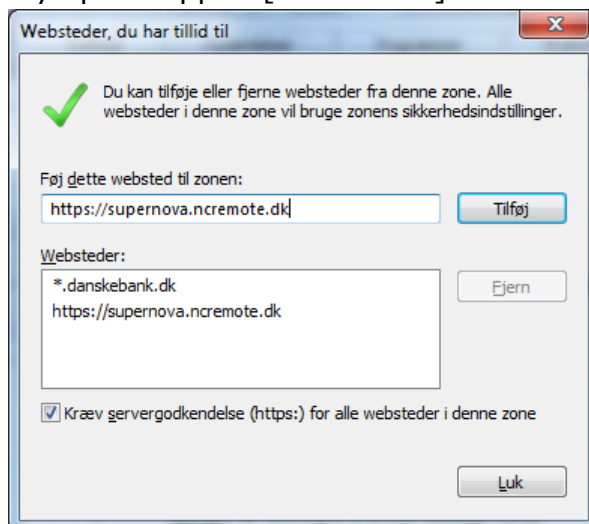 Websteder, du har tillid til
Du kan tilføje eller fjerne websteder fra denne zone. Alle
websteder i denne zone vil bruge zonens sikkerhedsindstillinger.
Føj dette websted til zonen:
https://supernova.ncremote.dk
Tilføj
Websteder:
*.danskebank.dk
https://supernova.ncremote.dk
Fjern
Kræv servergodkendelse (https:) for alle websteder i denne zone
Luk